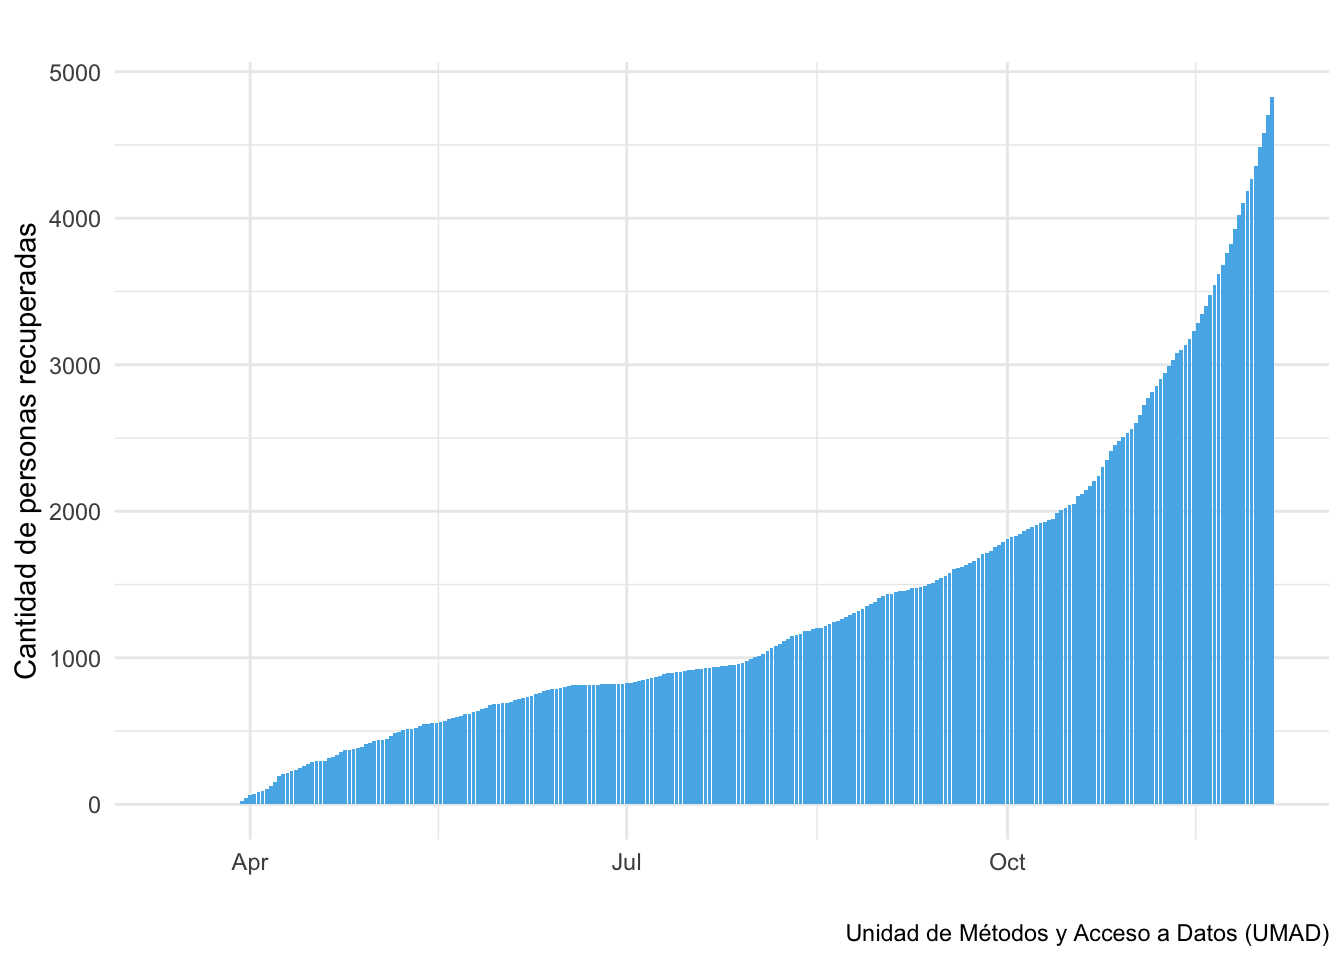 Cantidad de personas recuperadas
5000
4000
3000
2000
1000
0
Apr
Jul
Oct
Unidad de Métodos y Acceso a Datos (UMAD)